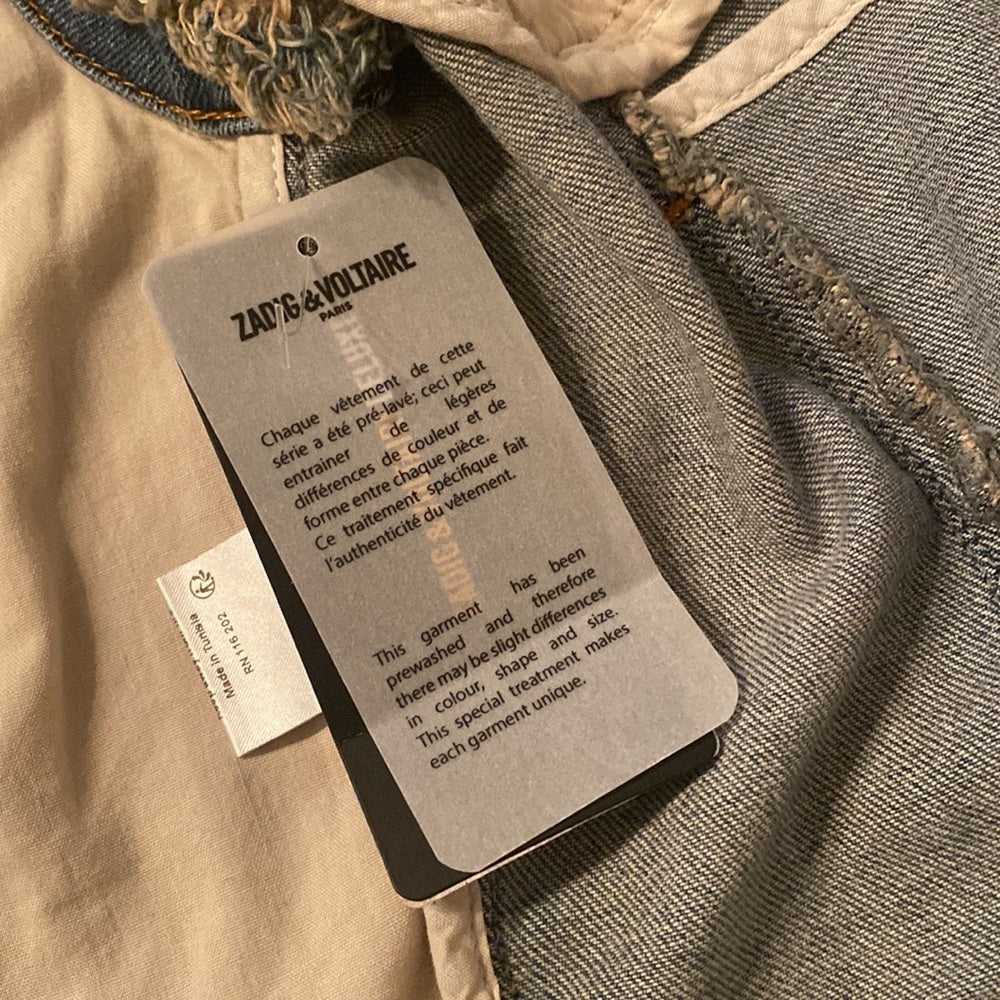 ZADIG&VOLTAIRE
PARIS
Chaque vêtement de cette
série a été pré-lavé; ceci peut
entraîner de légères
différences de couleur et de
forme entre chaque pièce.
Ce traitement spécifique fait
l'authenticité du vêtement.
This garment has been
prewashed and therefore
there may be slight differences
in colour, shape and size.
This special treatment makes
each garment unique.
Made in Tunisia
RN 116 202